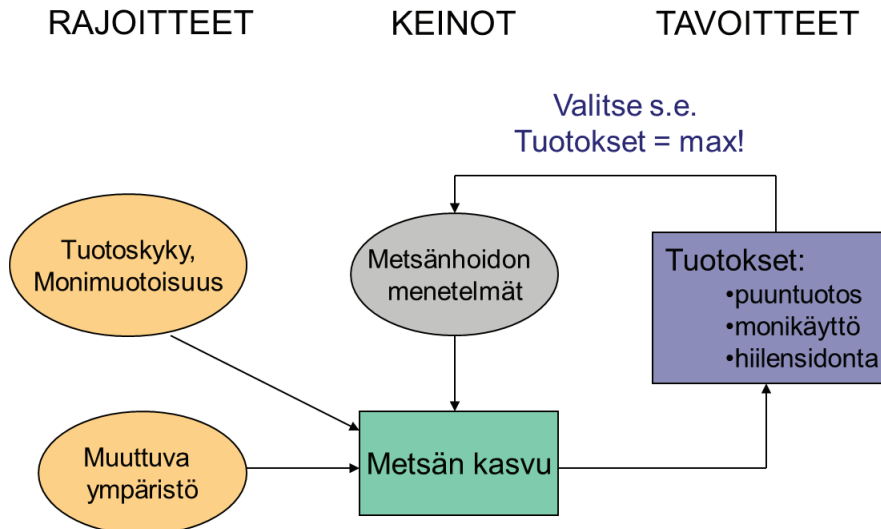 RAJOITTEET
KEINOT
TAVOITTEET
Valitse s.e.
Tuotokset = max!
Tuotoskyky,
Monimuotoisuus
Metsänhoidon
menetelmät
Tuotokset:
•puuntuotos
•monikäyttö
•hiilensidonta
Muuttuva
ympäristö
Metsän kasvu